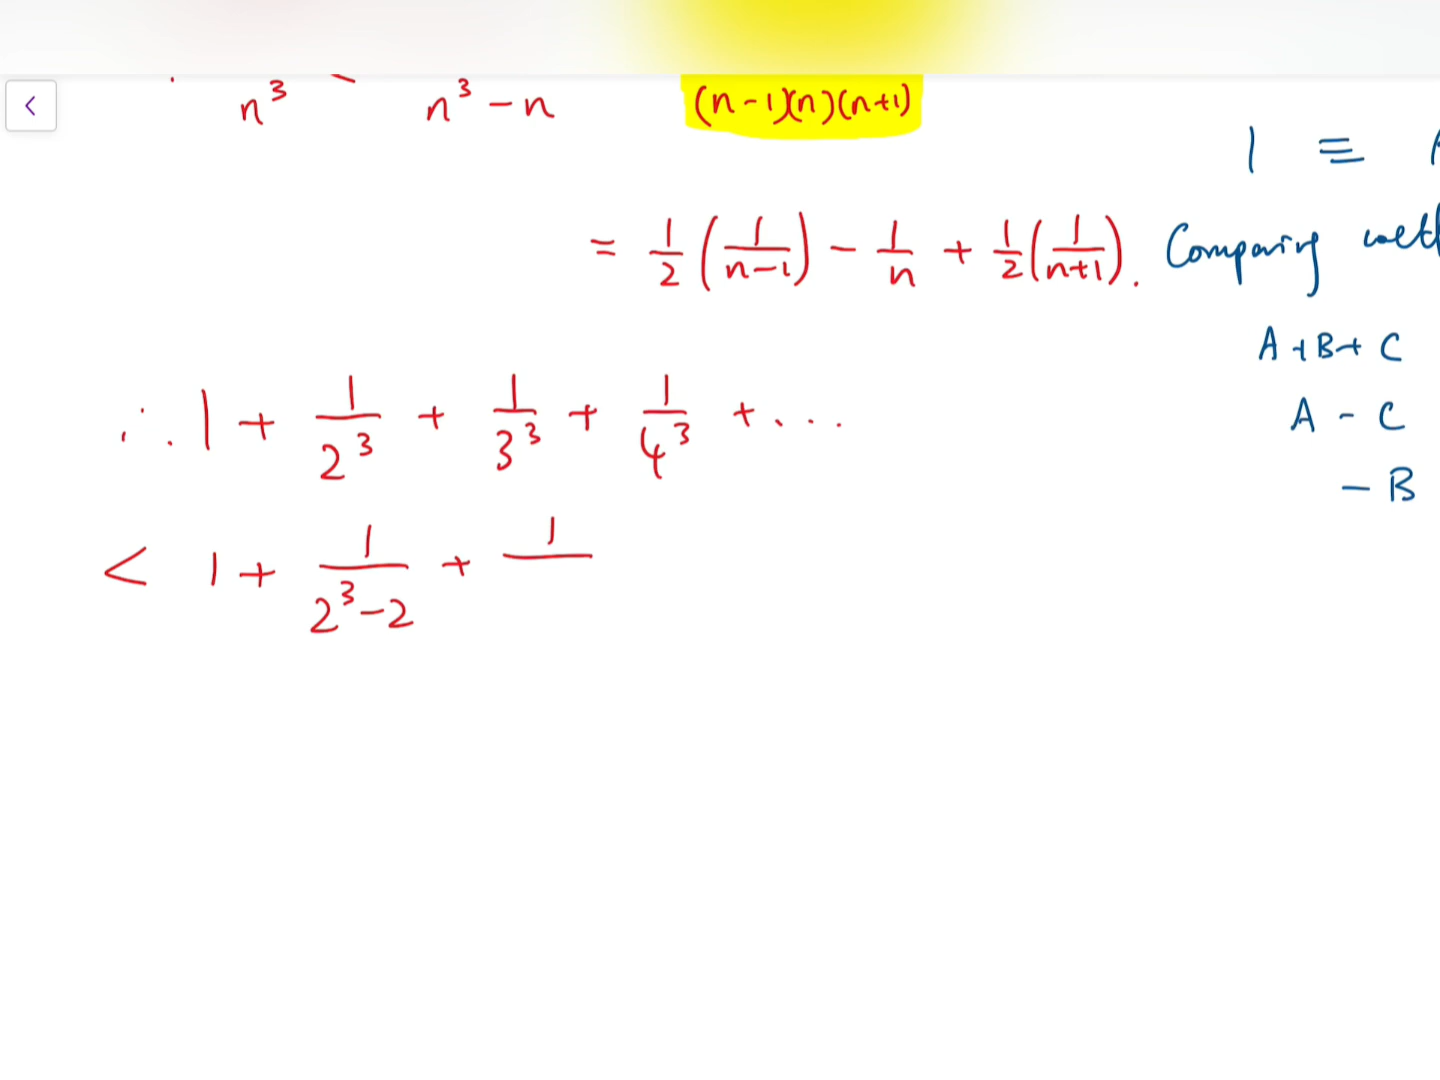 n³ n³ - n (n-1)(n)(n+1)
1 ≡
= 1/2 (1/(n-1)) - 1/n + 1/2 (1/(n+1)). Comparing
A + B + C
∴ 1 + 1/2³ + 1/3³ + 1/4³ + ...
A - C
- B
< 1 + 1/(2³-2) + 1/